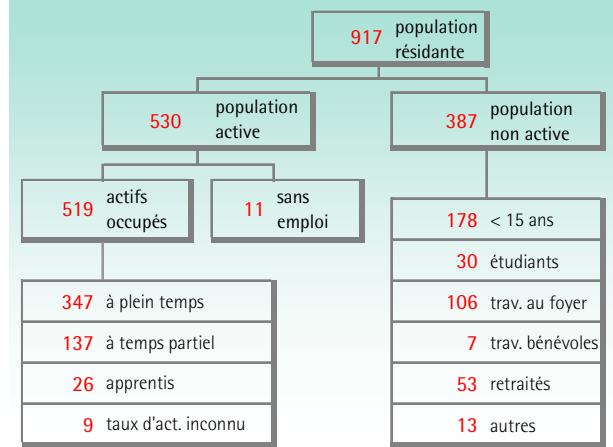 917 population
résidante
530 population
active
387 population
non active
519 actifs
occupés
11 sans
emploi
347 à plein temps
137 à temps partiel
26 apprentis
9 taux d'act. inconnu
178 < 15 ans
30 étudiants
106 trav. au foyer
7 trav. bénévoles
53 retraités
13 autres